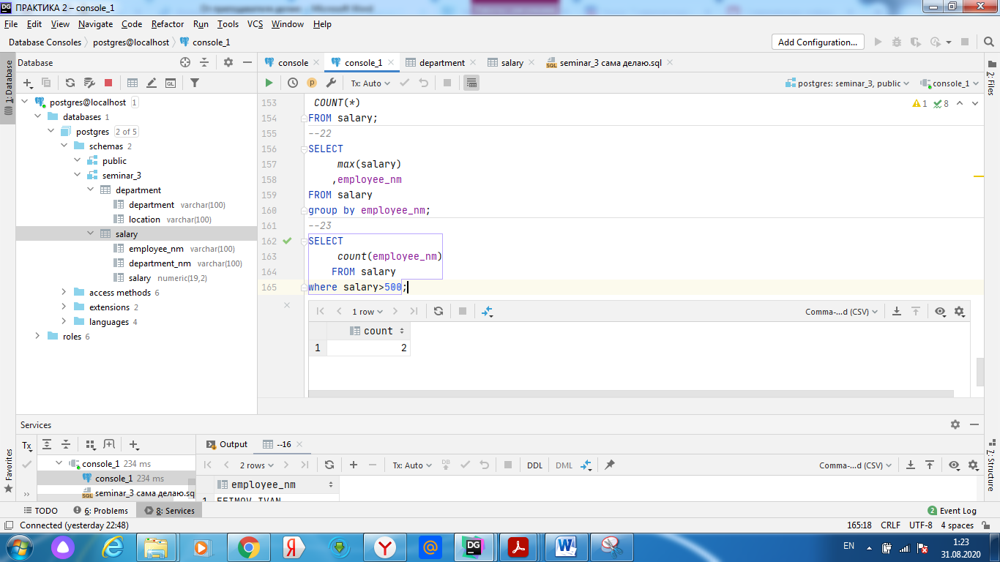 ПРАКТИКА 2 – console_1
File Edit View Navigate Code Refactor Run Tools VCS Window Help
Database Consoles postgres@localhost console_1 Add Configuration...
1: Database
Favorites
Database
postgres@localhost 1
databases 1
postgres 2 of 5
schemas 2
public
seminar_3
department
department varchar(100)
location varchar(100)
salary
employee_nm varchar(100)
department_nm varchar(100)
salary numeric(19,2)
access methods 6
extensions 2
languages 4
roles 6
console console_1 department salary seminar_3 сама делаю.sql
Tx: Auto postgres: seminar_3, public console_1
1 8
153 COUNT(*)
154 FROM salary;
155 --22
156 SELECT
157 max(salary)
158 ,employee_nm
159 FROM salary
160 group by employee_nm;
161 --23
162 SELECT
163 count(employee_nm)
164 FROM salary
165 where salary>500;
1 row Comma-...d (CSV)
count
1 2
2: Files
7: Structure
Services
Tx
console_1 234 ms
console_1 234 ms
seminar_3 сама делаю.sq
Output --16
2 rows Tx: Auto DB DDL DML Comma-...d (CSV)
employee_nm
TODO 6: Problems 8: Services 2 Event Log
Connected (yesterday 22:48) 165:18 CRLF UTF-8 4 spaces
EN 1:23
31.08.2020